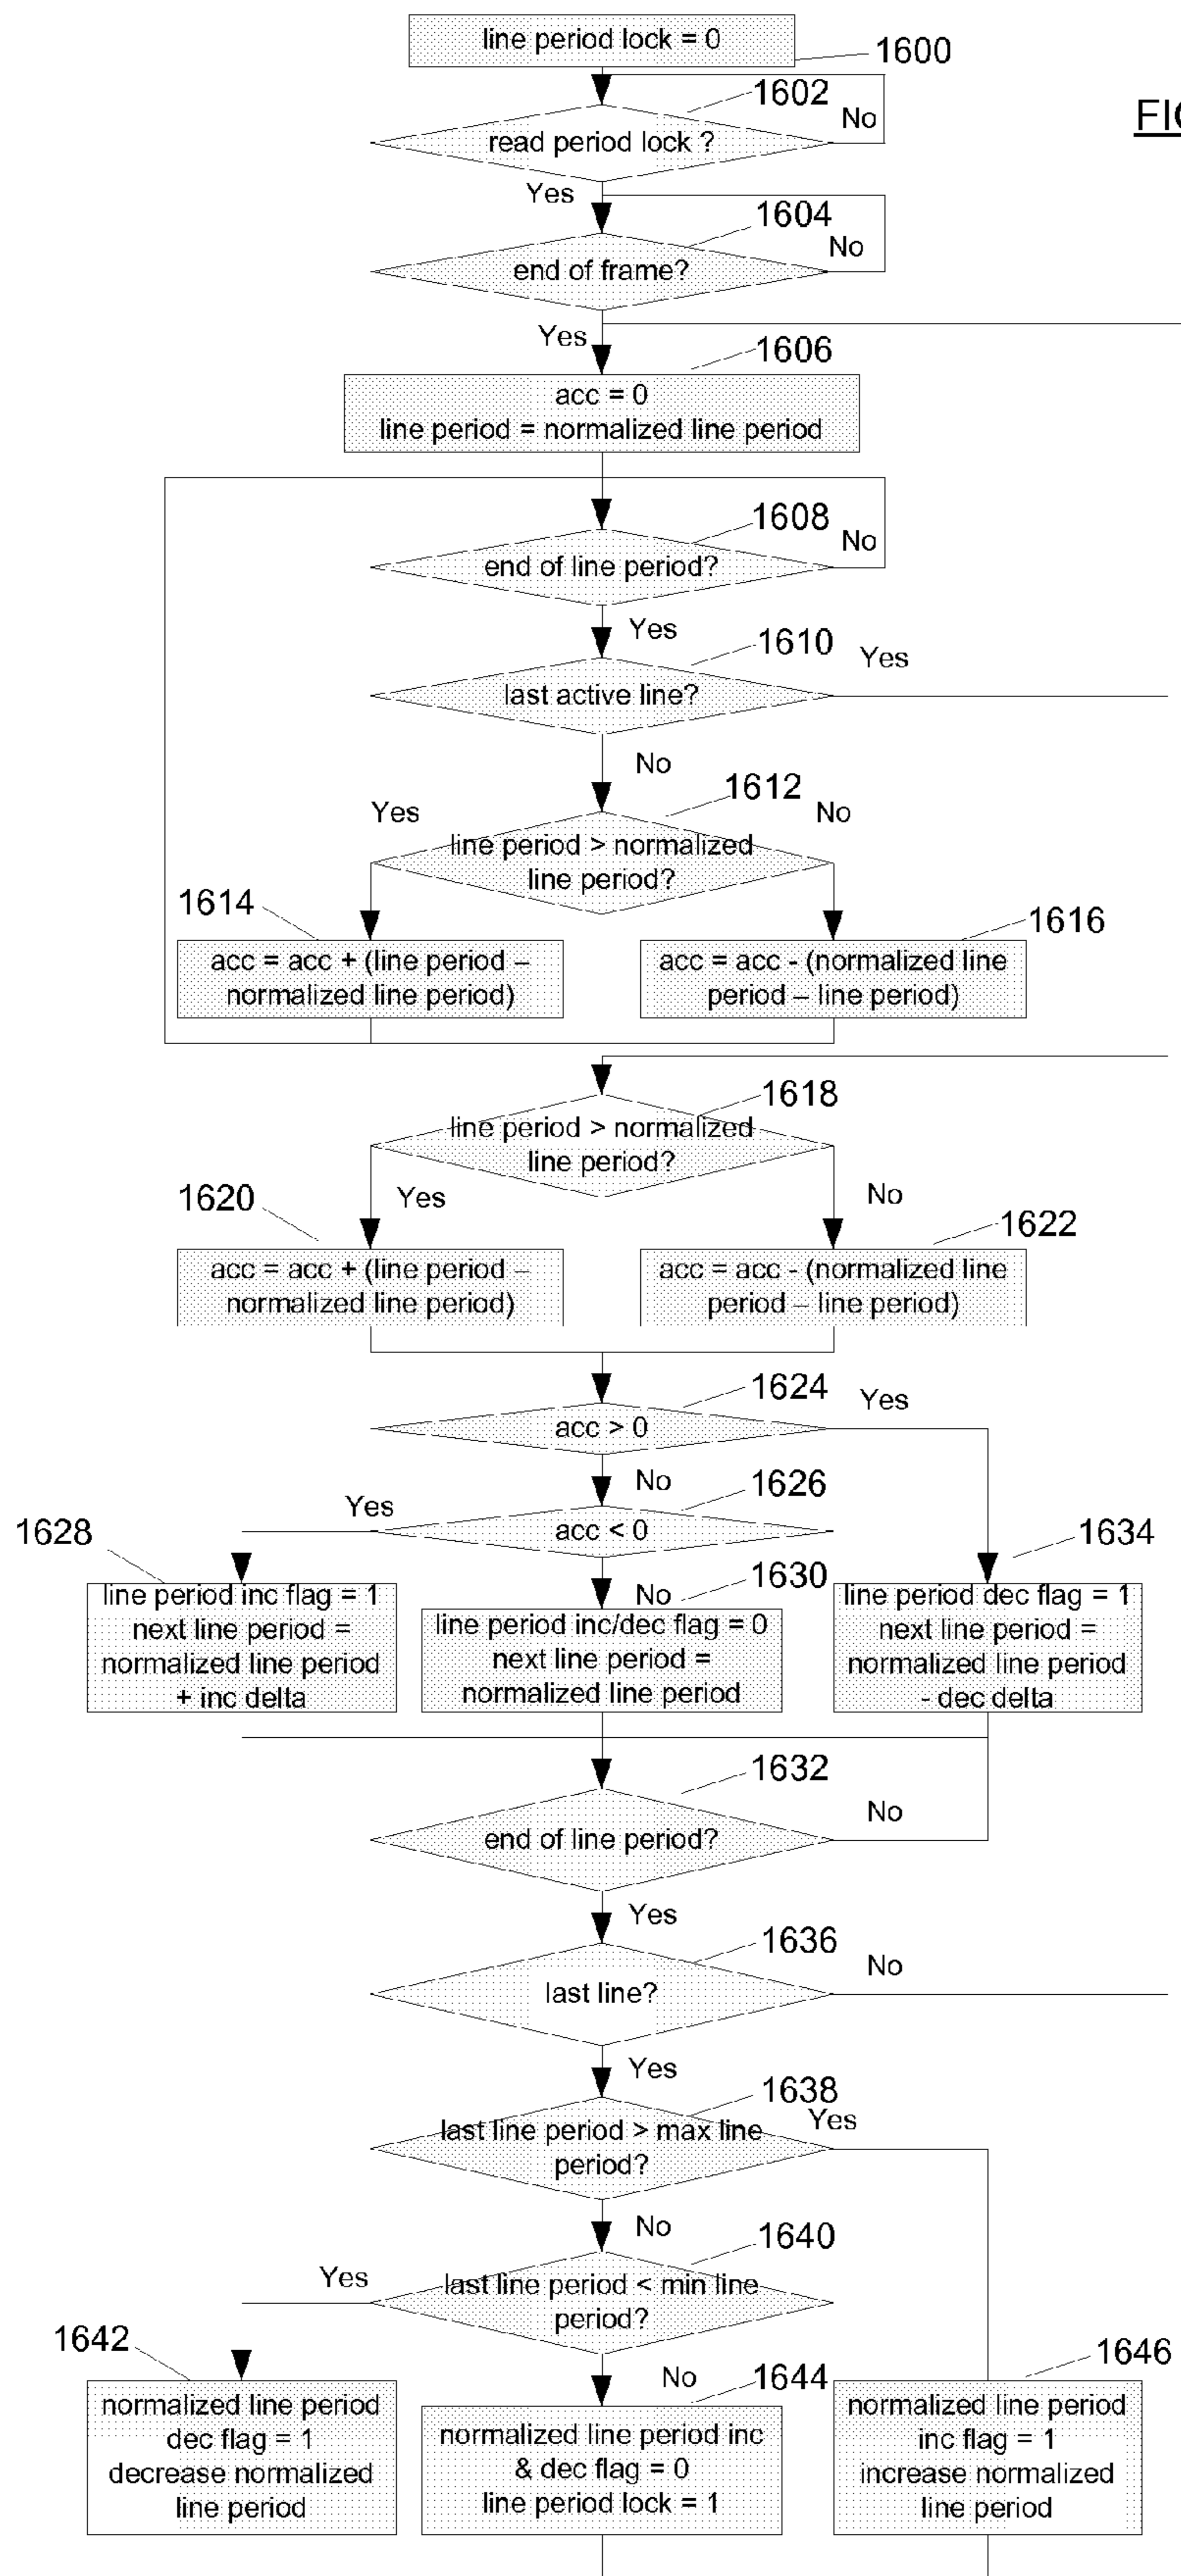 line period lock = 0
1600
1602
No
FIG
read period lock ?
Yes
1604
No
end of frame?
Yes
1606
acc = 0
line period = normalized line period
1608
No
end of line period?
Yes
1610
Yes
last active line?
No
1612
Yes
No
line period > normalized
line period?
1614
1616
acc = acc + (line period –
normalized line period)
acc = acc - (normalized line
period – line period)
1618
line period > normalized
line period?
1620
Yes
No
1622
acc = acc + (line period –
normalized line period)
acc = acc - (normalized line
period – line period)
1624
Yes
acc > 0
No
1626
Yes
acc < 0
1628
1634
No
1630
line period inc flag = 1
next line period =
normalized line period
+ inc delta
line period inc/dec flag = 0
next line period =
normalized line period
line period dec flag = 1
next line period =
normalized line period
- dec delta
1632
No
end of line period?
Yes
1636
No
last line?
Yes
1638
Yes
last line period > max line
period?
No
1640
Yes
last line period < min line
period?
1642
No
1644
1646
normalized line period
dec flag = 1
decrease normalized
line period
normalized line period inc
& dec flag = 0
line period lock = 1
normalized line period
inc flag = 1
increase normalized
line period